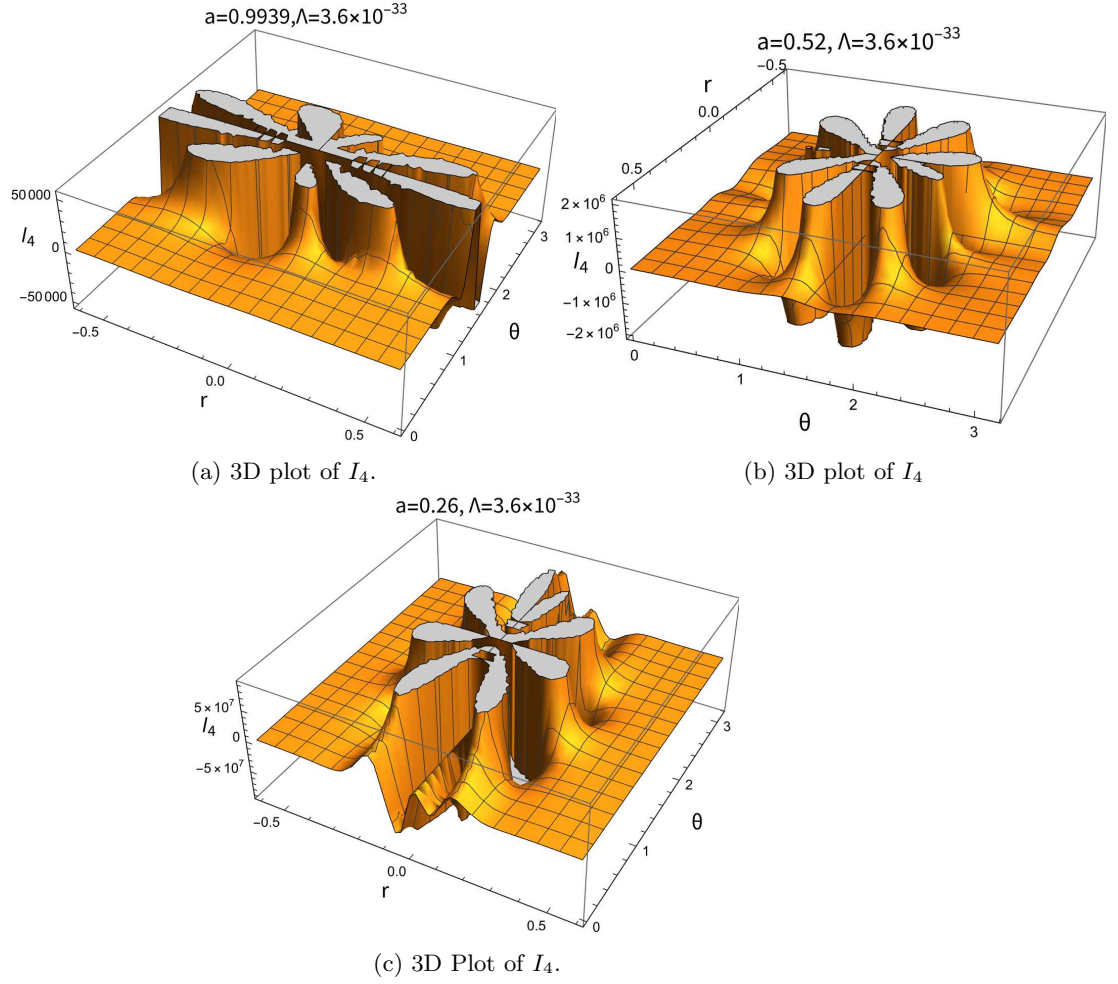 a=0.9939,Λ=3.6×10⁻³³
50 000
I₄
0
−50 000
−0.5
0.0
r
0.5
0
1
2
3
θ
(a) 3D plot of I₄.
a=0.52, Λ=3.6×10⁻³³
−0.5
r
0.0
0.5
2×10⁶
1×10⁶
I₄ 0
−1×10⁶
−2×10⁶
0
1
2
3
θ
(b) 3D plot of I₄
a=0.26, Λ=3.6×10⁻³³
5×10⁷
I₄
0
−5×10⁷
−0.5
0.0
r
0.5
0
1
2
3
θ
(c) 3D Plot of I₄.